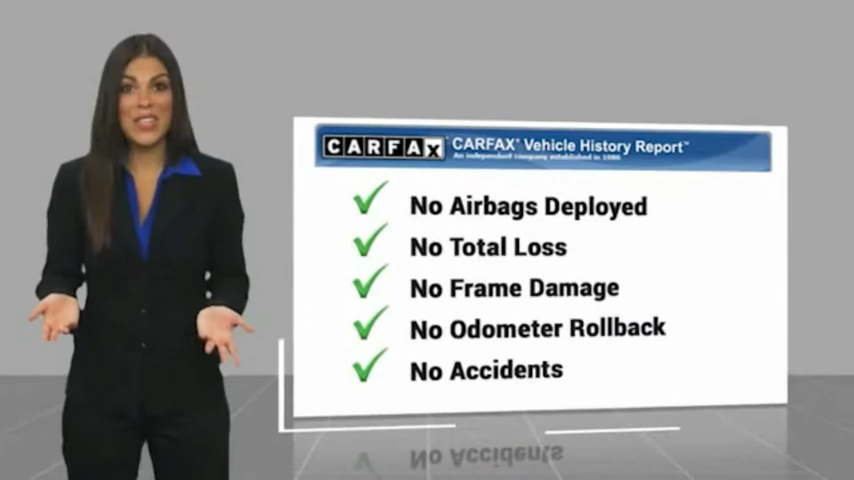 CARFAX
CARFAX® Vehicle History Report™
An independent company established in 1986
No Airbags Deployed
No Total Loss
No Frame Damage
No Odometer Rollback
No Accidents
No Accidents